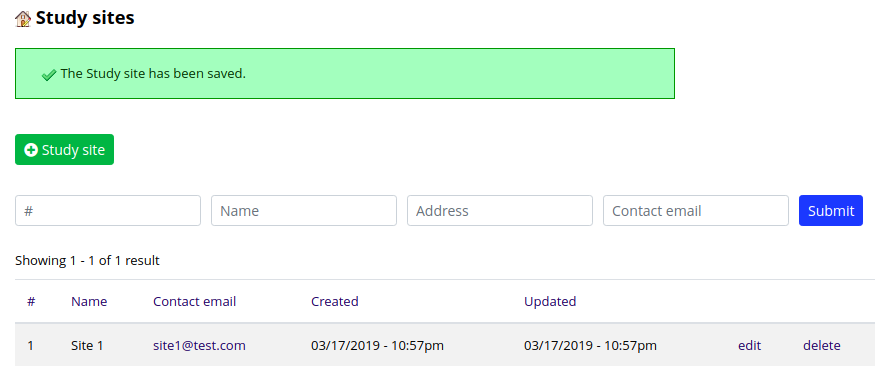 Study sites
The Study site has been saved.
Study site
# Name Address Contact email Submit
Showing 1 - 1 of 1 result
# Name Contact email Created Updated
1 Site 1 site1@test.com 03/17/2019 - 10:57pm 03/17/2019 - 10:57pm edit delete